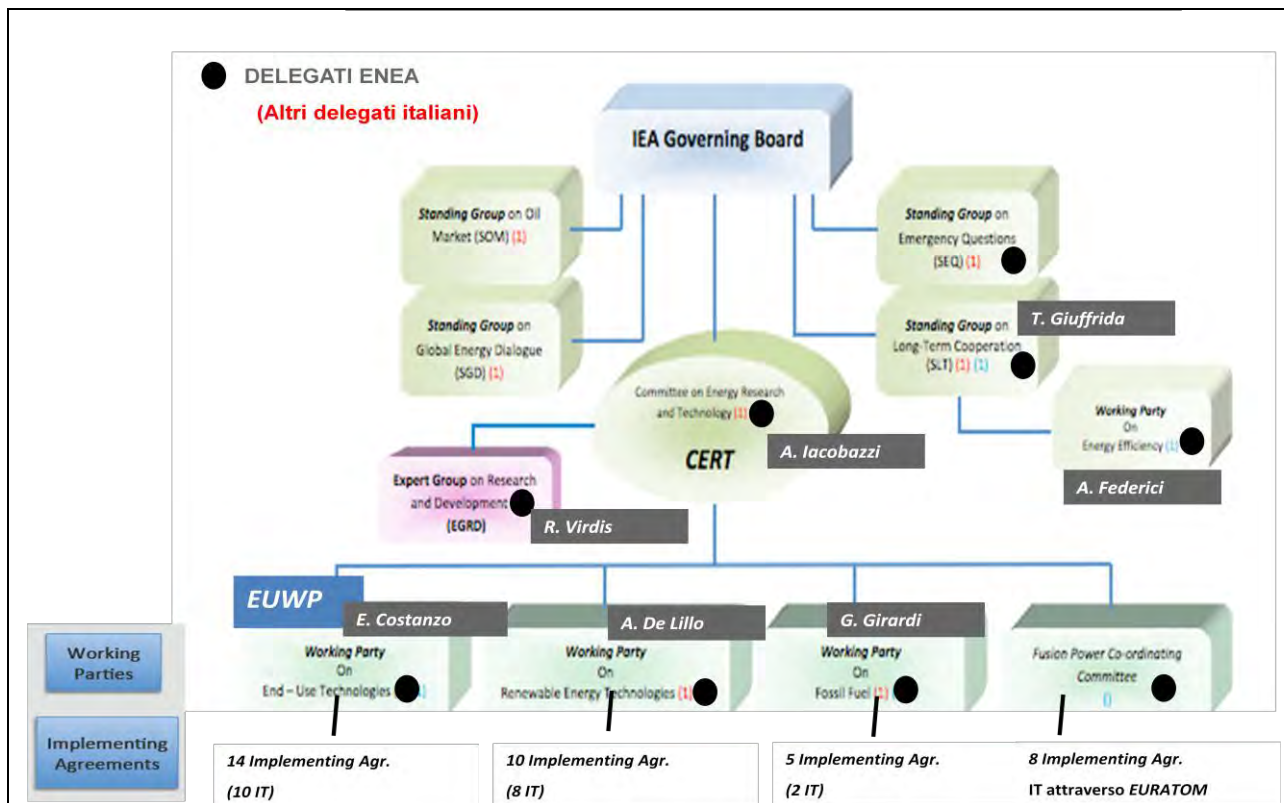 DELEGATI ENEA
(Altri delegati italiani)
IEA Governing Board
Standing Group on Oil
Market (SOM) (1)
Standing Group on
Emergency Questions
(SEQ) (1)
Standing Group on
Global Energy Dialogue
(SGD) (1)
T. Giuffrida
Standing Group on
Long-Term Cooperation
(SLT) (1) (1)
Committee on Energy Research
and Technology (1)
CERT
A. Iacobazzi
Working Party
On
Energy Efficiency (1)
A. Federici
Expert Group on Research
and Development
(EGRD)
R. Virdis
EUWP
E. Costanzo
Working Party
On
End – Use Technologies
A. De Lillo
Working Party
On
Renewable Energy Technologies (1)
G. Girardi
Working Party
On
Fossil Fuel (1)
Fusion Power Co-ordinating
Committee
()
Working
Parties
Implementing
Agreements
14 Implementing Agr.
(10 IT)
10 Implementing Agr.
(8 IT)
5 Implementing Agr.
(2 IT)
8 Implementing Agr.
IT attraverso EURATOM